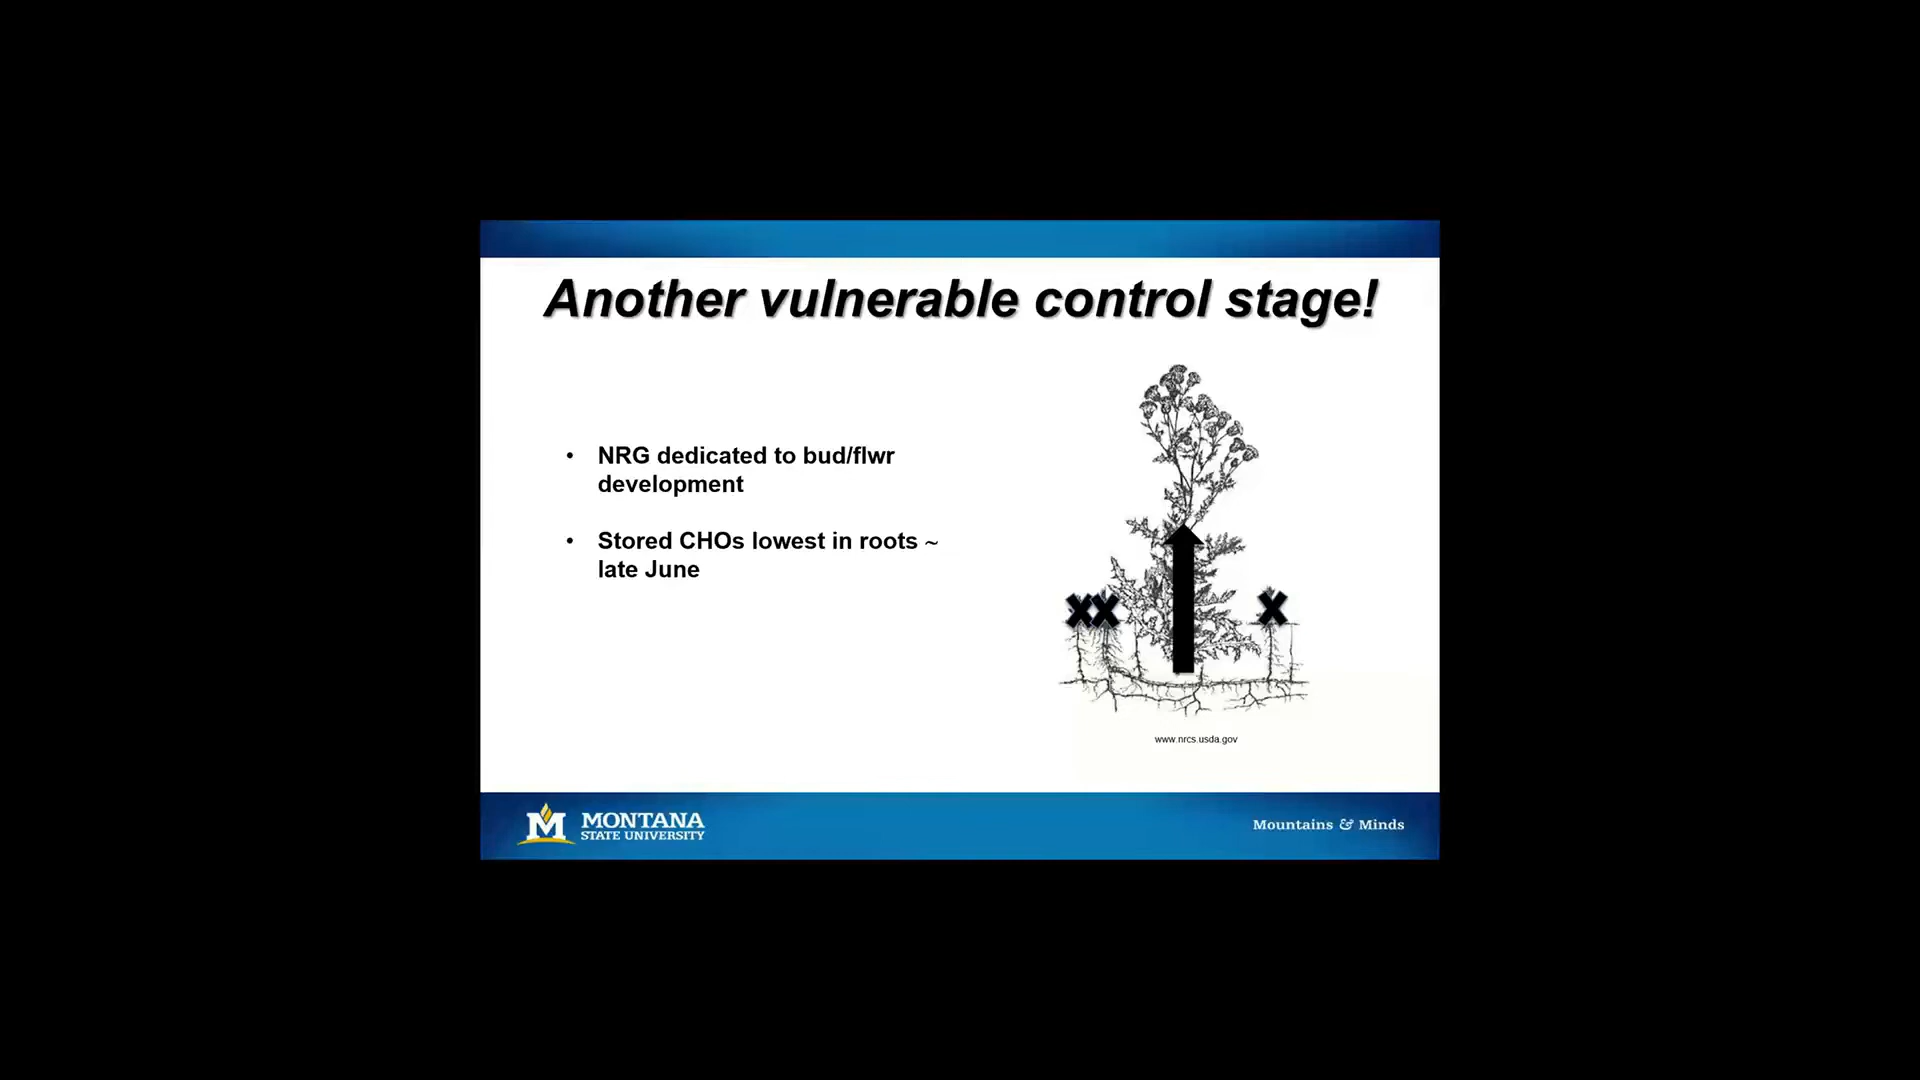 Another vulnerable control stage!
• NRG dedicated to bud/flwr
development
• Stored CHOs lowest in roots ~
late June
www.nrcs.usda.gov
M MONTANA
STATE UNIVERSITY
Mountains & Minds